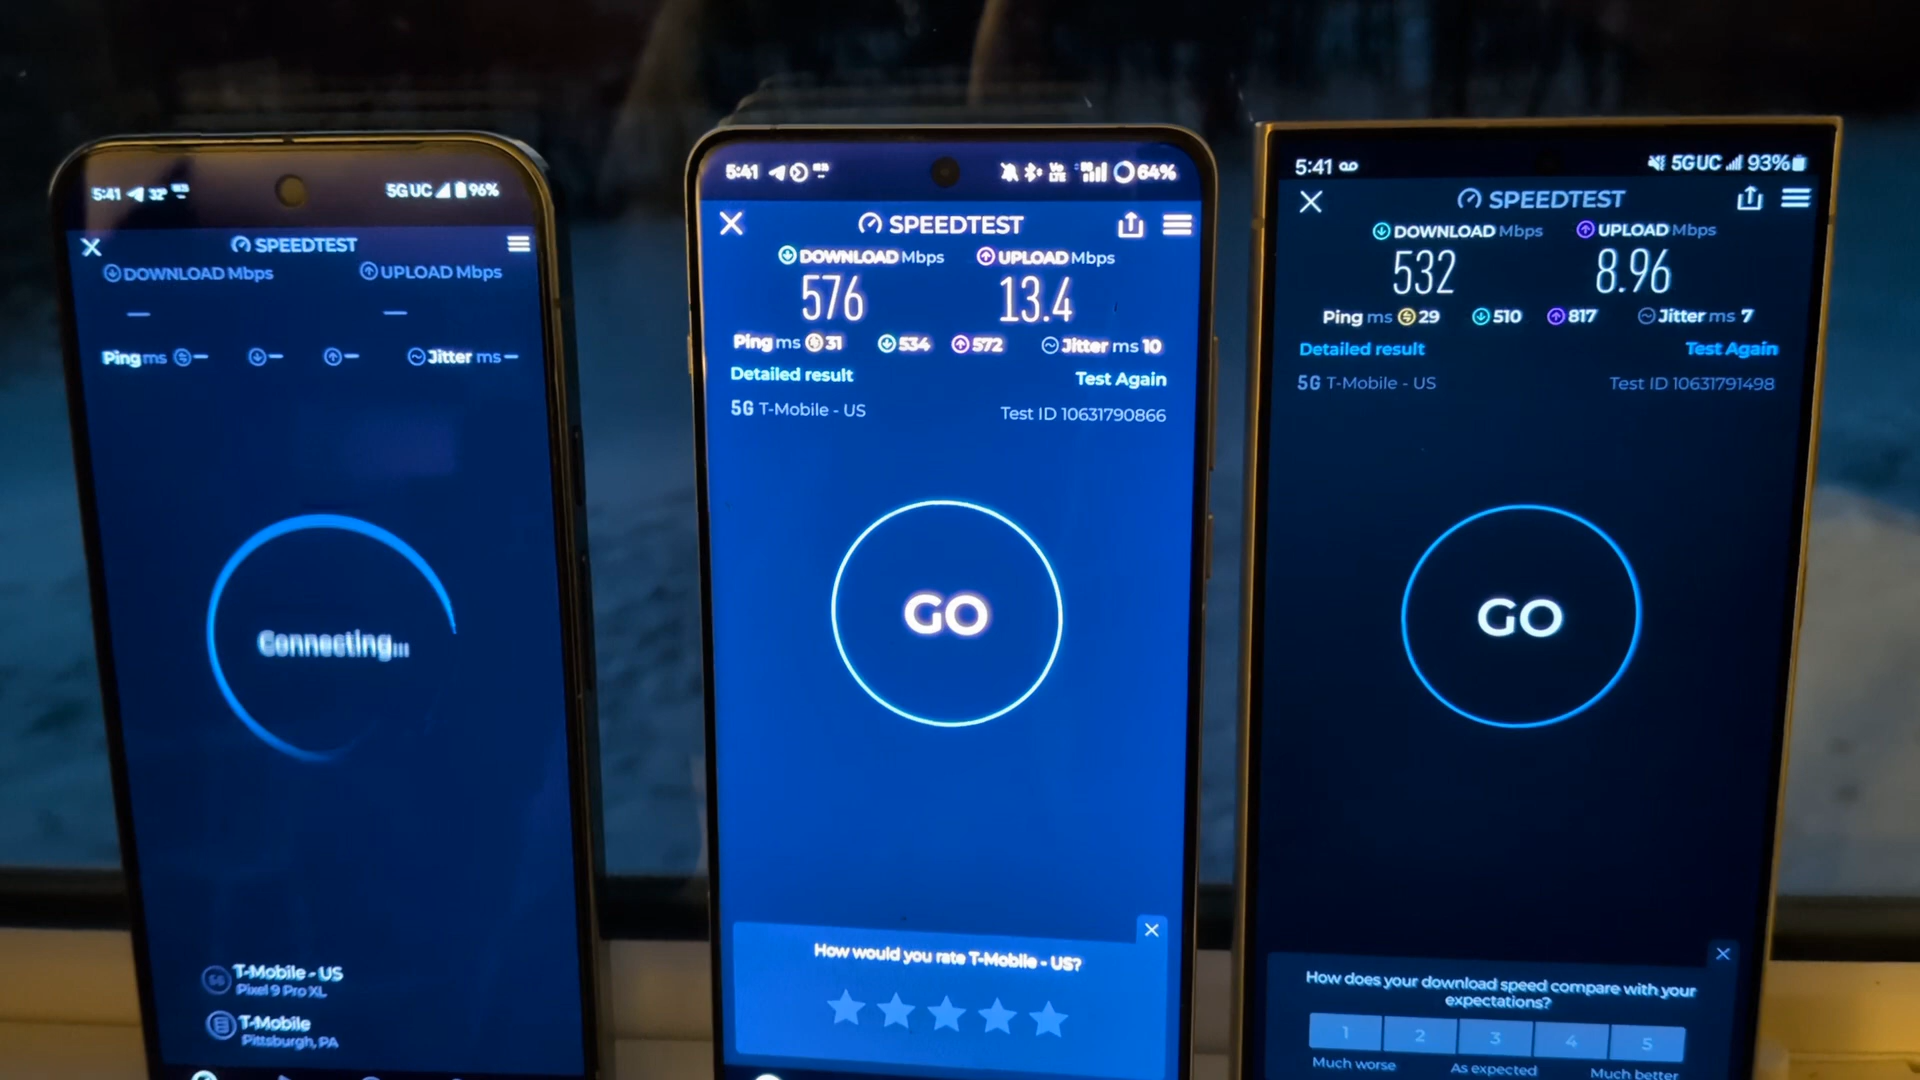 5:41 32° 5G UC 96%
SPEEDTEST
DOWNLOAD Mbps UPLOAD Mbps
— —
Ping ms — — — Jitter ms —
Connecting...
T-Mobile - US
Pixel 9 Pro XL
T-Mobile
Pittsburgh, PA
5:41 64%
SPEEDTEST
DOWNLOAD Mbps UPLOAD Mbps
576 13.4
Ping ms 31 534 572 Jitter ms 10
Detailed result Test Again
5G T-Mobile - US Test ID 10631790866
GO
How would you rate T-Mobile - US?
5:41 5G UC 93%
SPEEDTEST
DOWNLOAD Mbps UPLOAD Mbps
532 8.96
Ping ms 29 510 817 Jitter ms 7
Detailed result Test Again
5G T-Mobile - US Test ID 10631791498
GO
How does your download speed compare with your
expectations?
1 2 3 4 5
Much worse As expected Much better